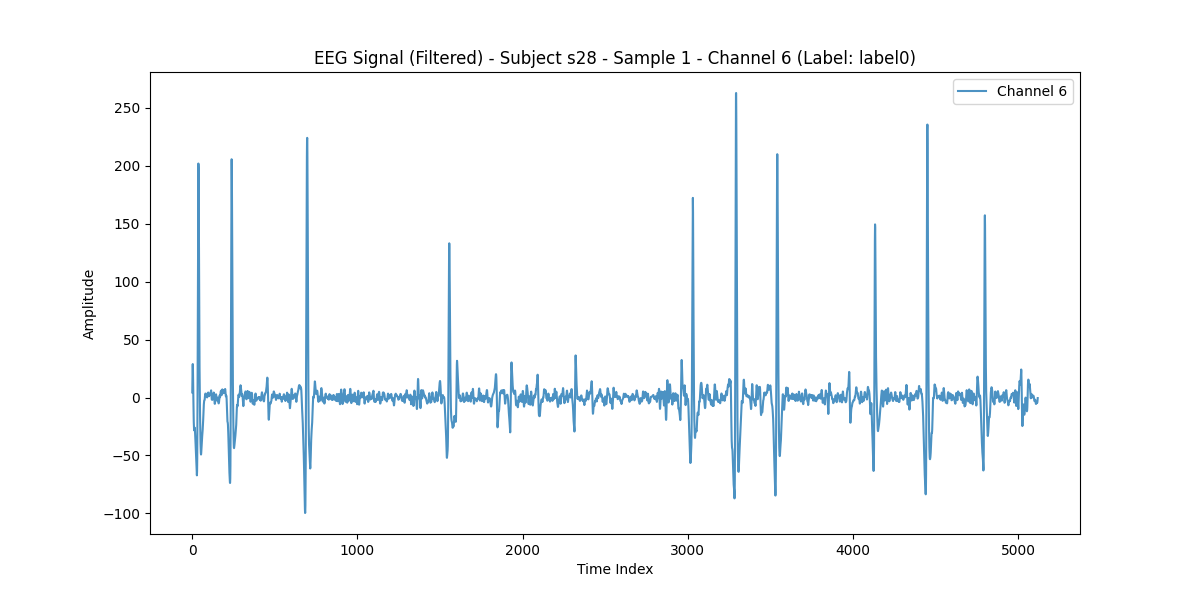 EEG Signal (Filtered) - Subject s28 - Sample 1 - Channel 6 (Label: label0)
Channel 6
250
200
150
100
50
0
−50
−100
Amplitude
0 1000 2000 3000 4000 5000
Time Index